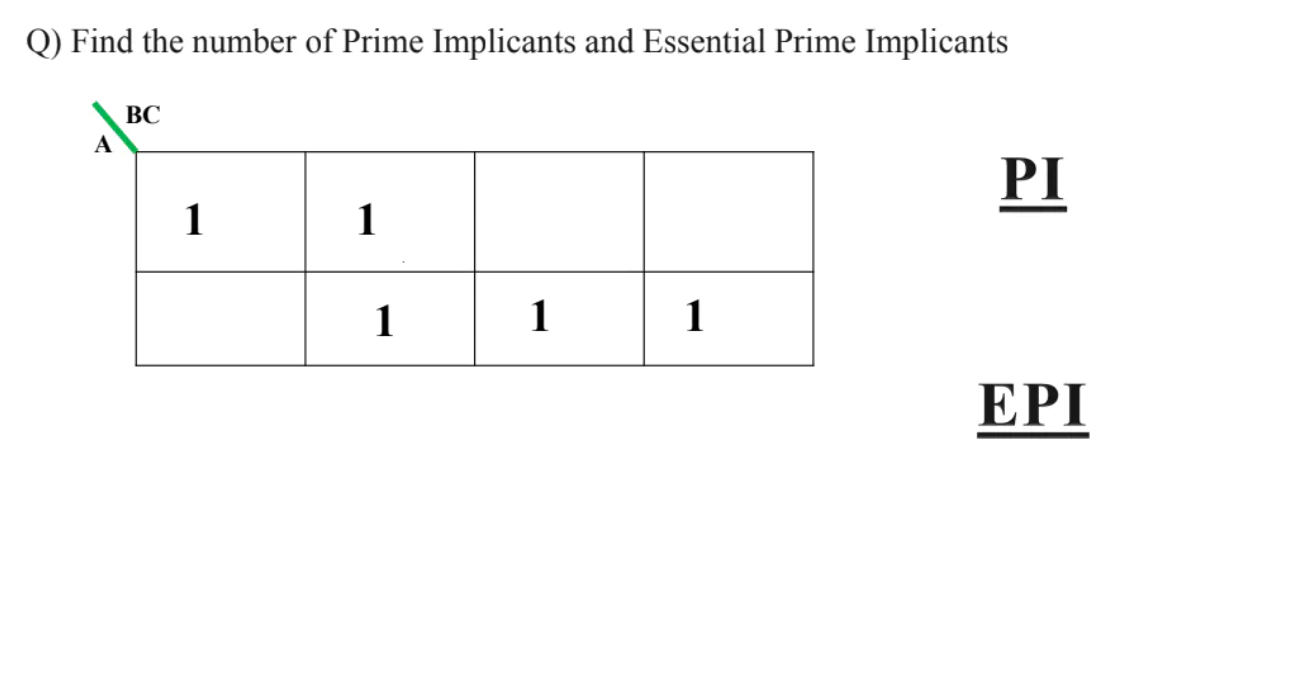 Q) Find the number of Prime Implicants and Essential Prime Implicants
BC
A
PI
1 1
1 1 1
EPI